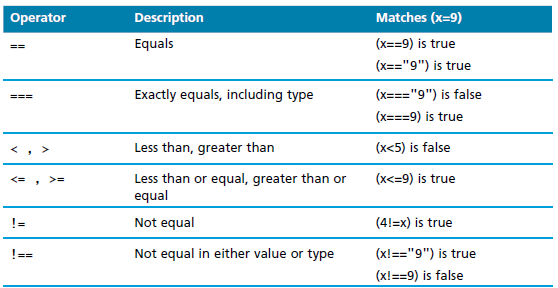 Operator Description Matches (x=9)
== Equals (x==9) is true
(x=="9") is true
=== Exactly equals, including type (x==="9") is false
(x===9) is true
< , > Less than, greater than (x<5) is false
<= , >= Less than or equal, greater than or (x<=9) is true
equal
!= Not equal (4!=x) is true
!== Not equal in either value or type (x!=="9") is true
(x!==9) is false